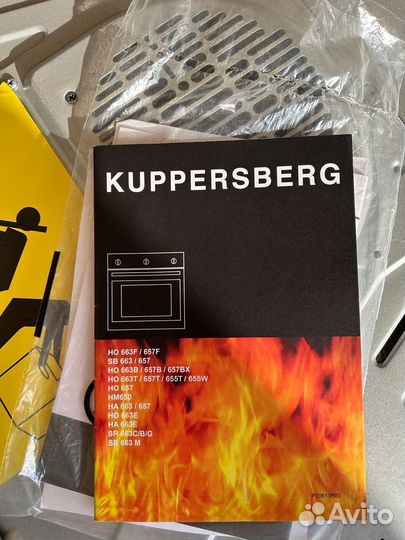 KUPPERSBERG
HO 663F / 657F
SB 663 / 657
HO 663B / 657B / 657BX
HO 663T / 657T / 655T / 655W
HO 657
HM650
HA 663 / 657
HO 663E
HA 663E
SR 663C/B/G
SB 663 M
P20613R03
Avito